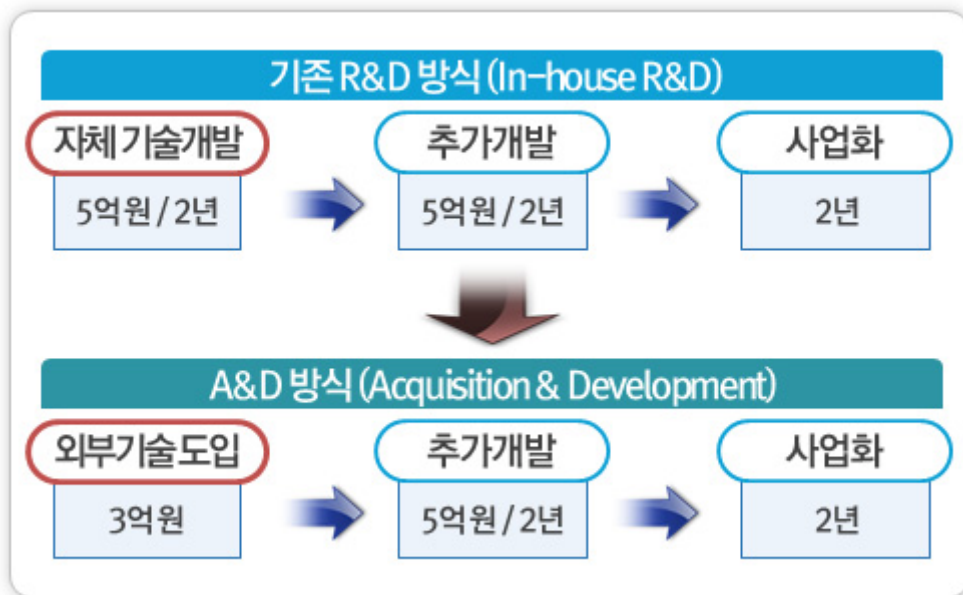 기존 R&D 방식 (In-house R&D)
자체 기술개발 추가개발 사업화
5억원 / 2년 5억원 / 2년 2년
A&D 방식 (Acquisition & Development)
외부기술 도입 추가개발 사업화
3억원 5억원 / 2년 2년